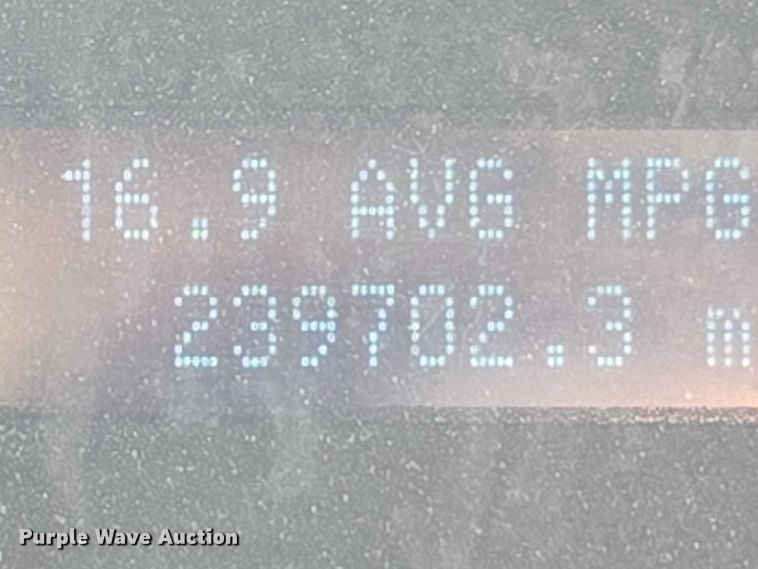 16.9 AVG MPG
239702.3 m
Purple Wave Auction